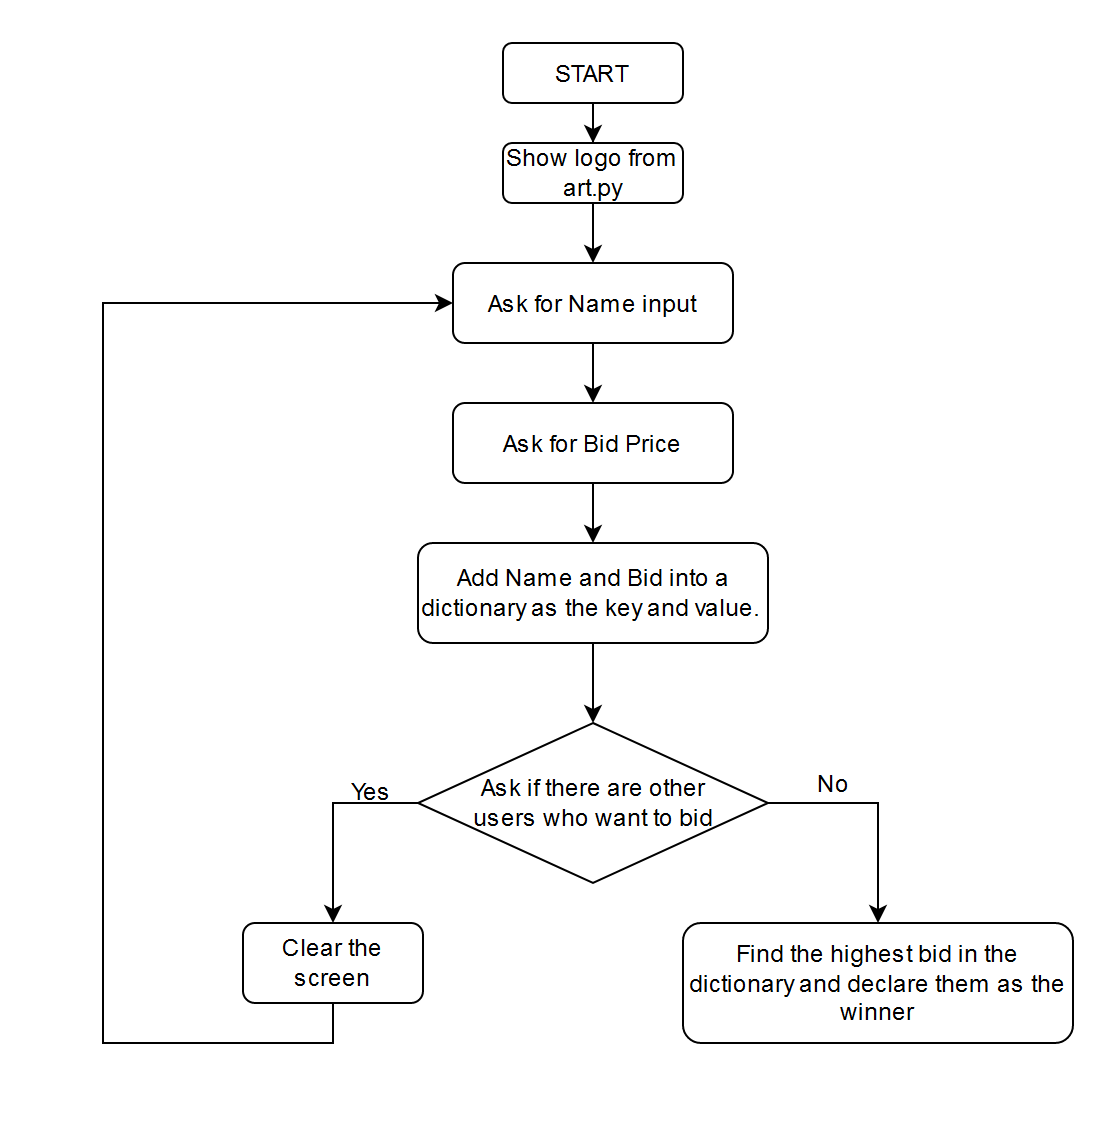 START
Show logo from
art.py
Ask for Name input
Ask for Bid Price
Add Name and Bid into a
dictionary as the key and value.
Ask if there are other
users who want to bid
Yes
No
Clear the
screen
Find the highest bid in the
dictionary and declare them as the
winner